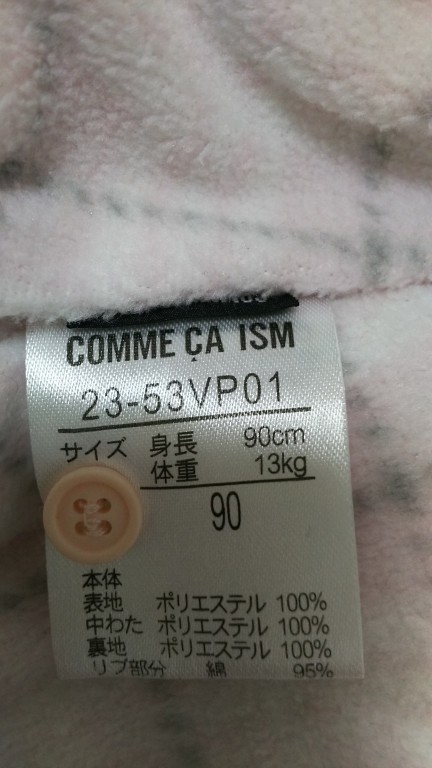 COMME ÇA ISM
23-53VP01
サイズ 身長 90cm
体重 13kg
90
本体
表地 ポリエステル 100%
中わた ポリエステル 100%
裏地 ポリエステル 100%
リブ部分 綿 95%